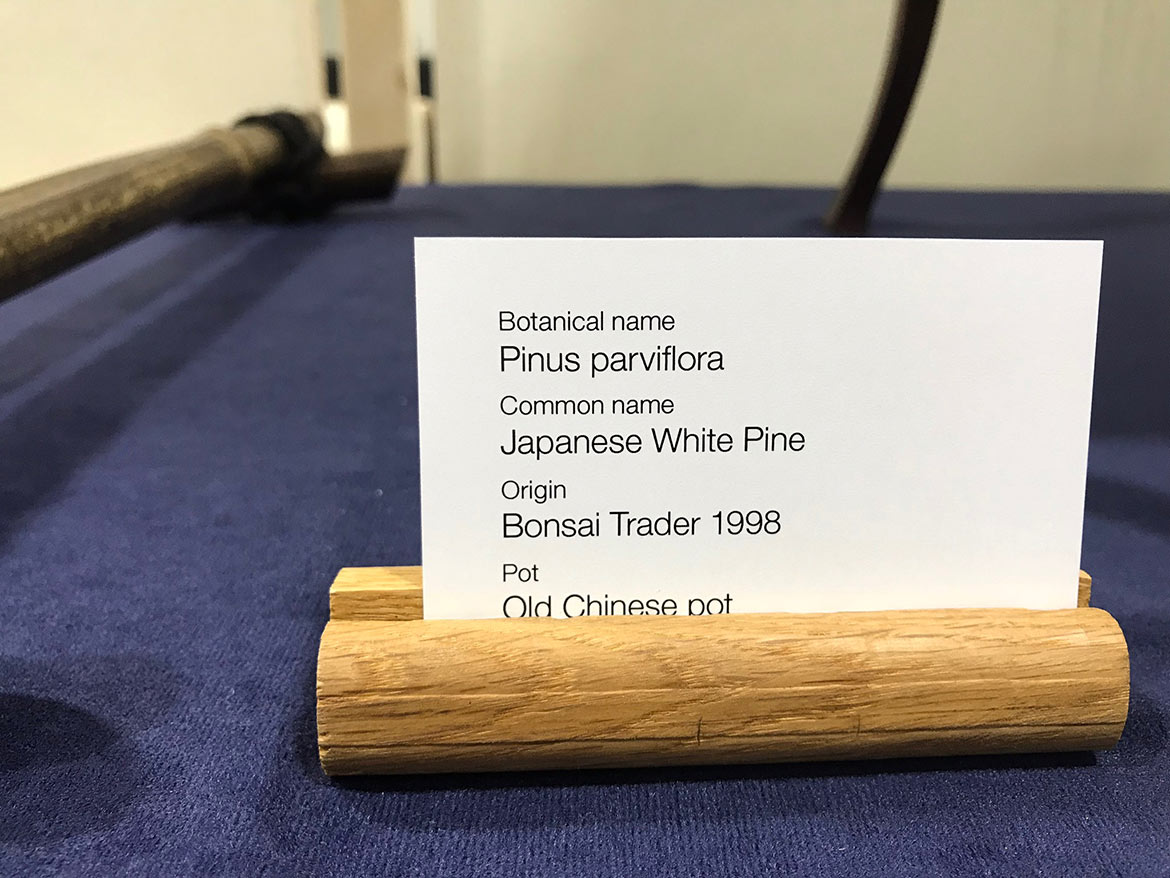 Botanical name
Pinus parviflora
Common name
Japanese White Pine
Origin
Bonsai Trader 1998
Pot
Old Chinese pot